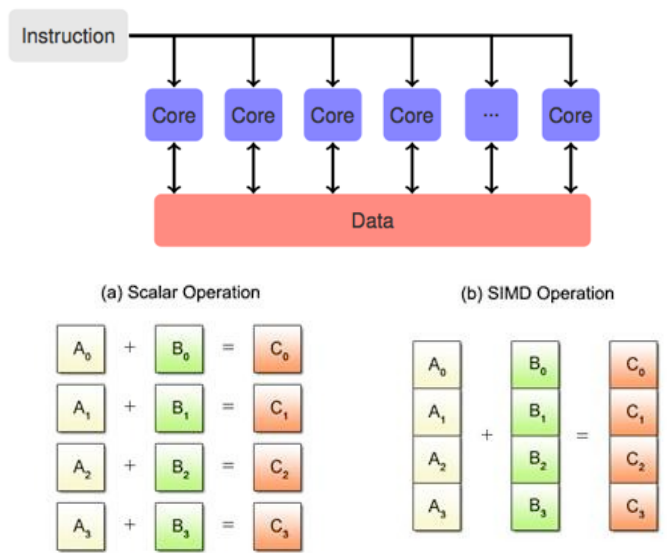 Instruction
Core Core Core Core ... Core
Data
(a) Scalar Operation
(b) SIMD Operation
A₀ + B₀ = C₀
A₁ + B₁ = C₁
A₂ + B₂ = C₂
A₃ + B₃ = C₃
A₀ B₀ C₀
A₁ B₁ C₁
+ =
A₂ B₂ C₂
A₃ B₃ C₃